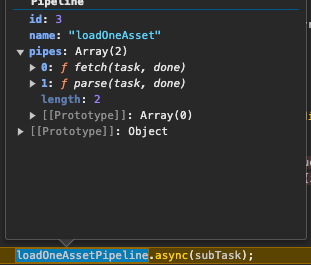 Pipeline
id: 3
name: "loadOneAsset"
pipes: Array(2)
0: ƒ fetch(task, done)
1: ƒ parse(task, done)
length: 2
[[Prototype]]: Array(0)
[[Prototype]]: Object
loadOneAssetPipeline.async(subTask);